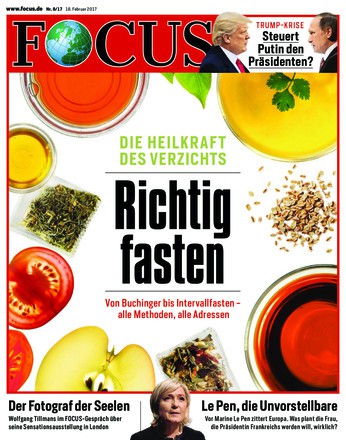 www.focus.de Nr. 8/17 18. Februar 2017
FOCUS
TRUMP-KRISE
Steuert
Putin den
Präsidenten?
DIE HEILKRAFT
DES VERZICHTS
Richtig
fasten
Von Buchinger bis Intervallfasten –
alle Methoden, alle Adressen
Der Fotograf der Seelen
Wolfgang Tillmans im FOCUS-Gespräch über
seine Sensationsausstellung in London
Le Pen, die Unvorstellbare
Vor Marine Le Pen zittert Europa. Was plant die Frau,
die Präsidentin Frankreichs werden will, wirklich?